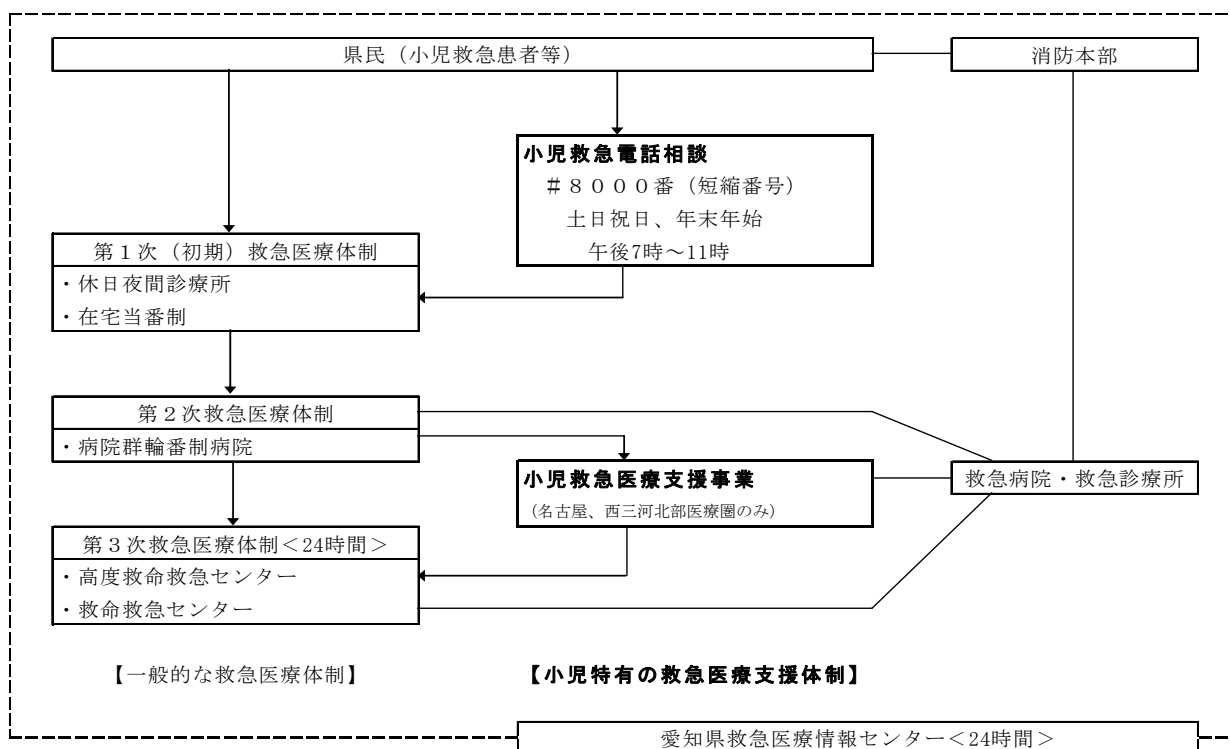 県民（小児救急患者等）
消防本部
小児救急電話相談
＃８０００番（短縮番号）
土日祝日、年末年始
午後7時～11時
第１次（初期）救急医療体制
・休日夜間診療所
・在宅当番制
第２次救急医療体制
・病院群輪番制病院
小児救急医療支援事業
（名古屋、西三河北部医療圏のみ）
救急病院・救急診療所
第３次救急医療体制＜24時間＞
・高度救命救急センター
・救命救急センター
【一般的な救急医療体制】
【小児特有の救急医療支援体制】
愛知県救急医療情報センター＜24時間＞